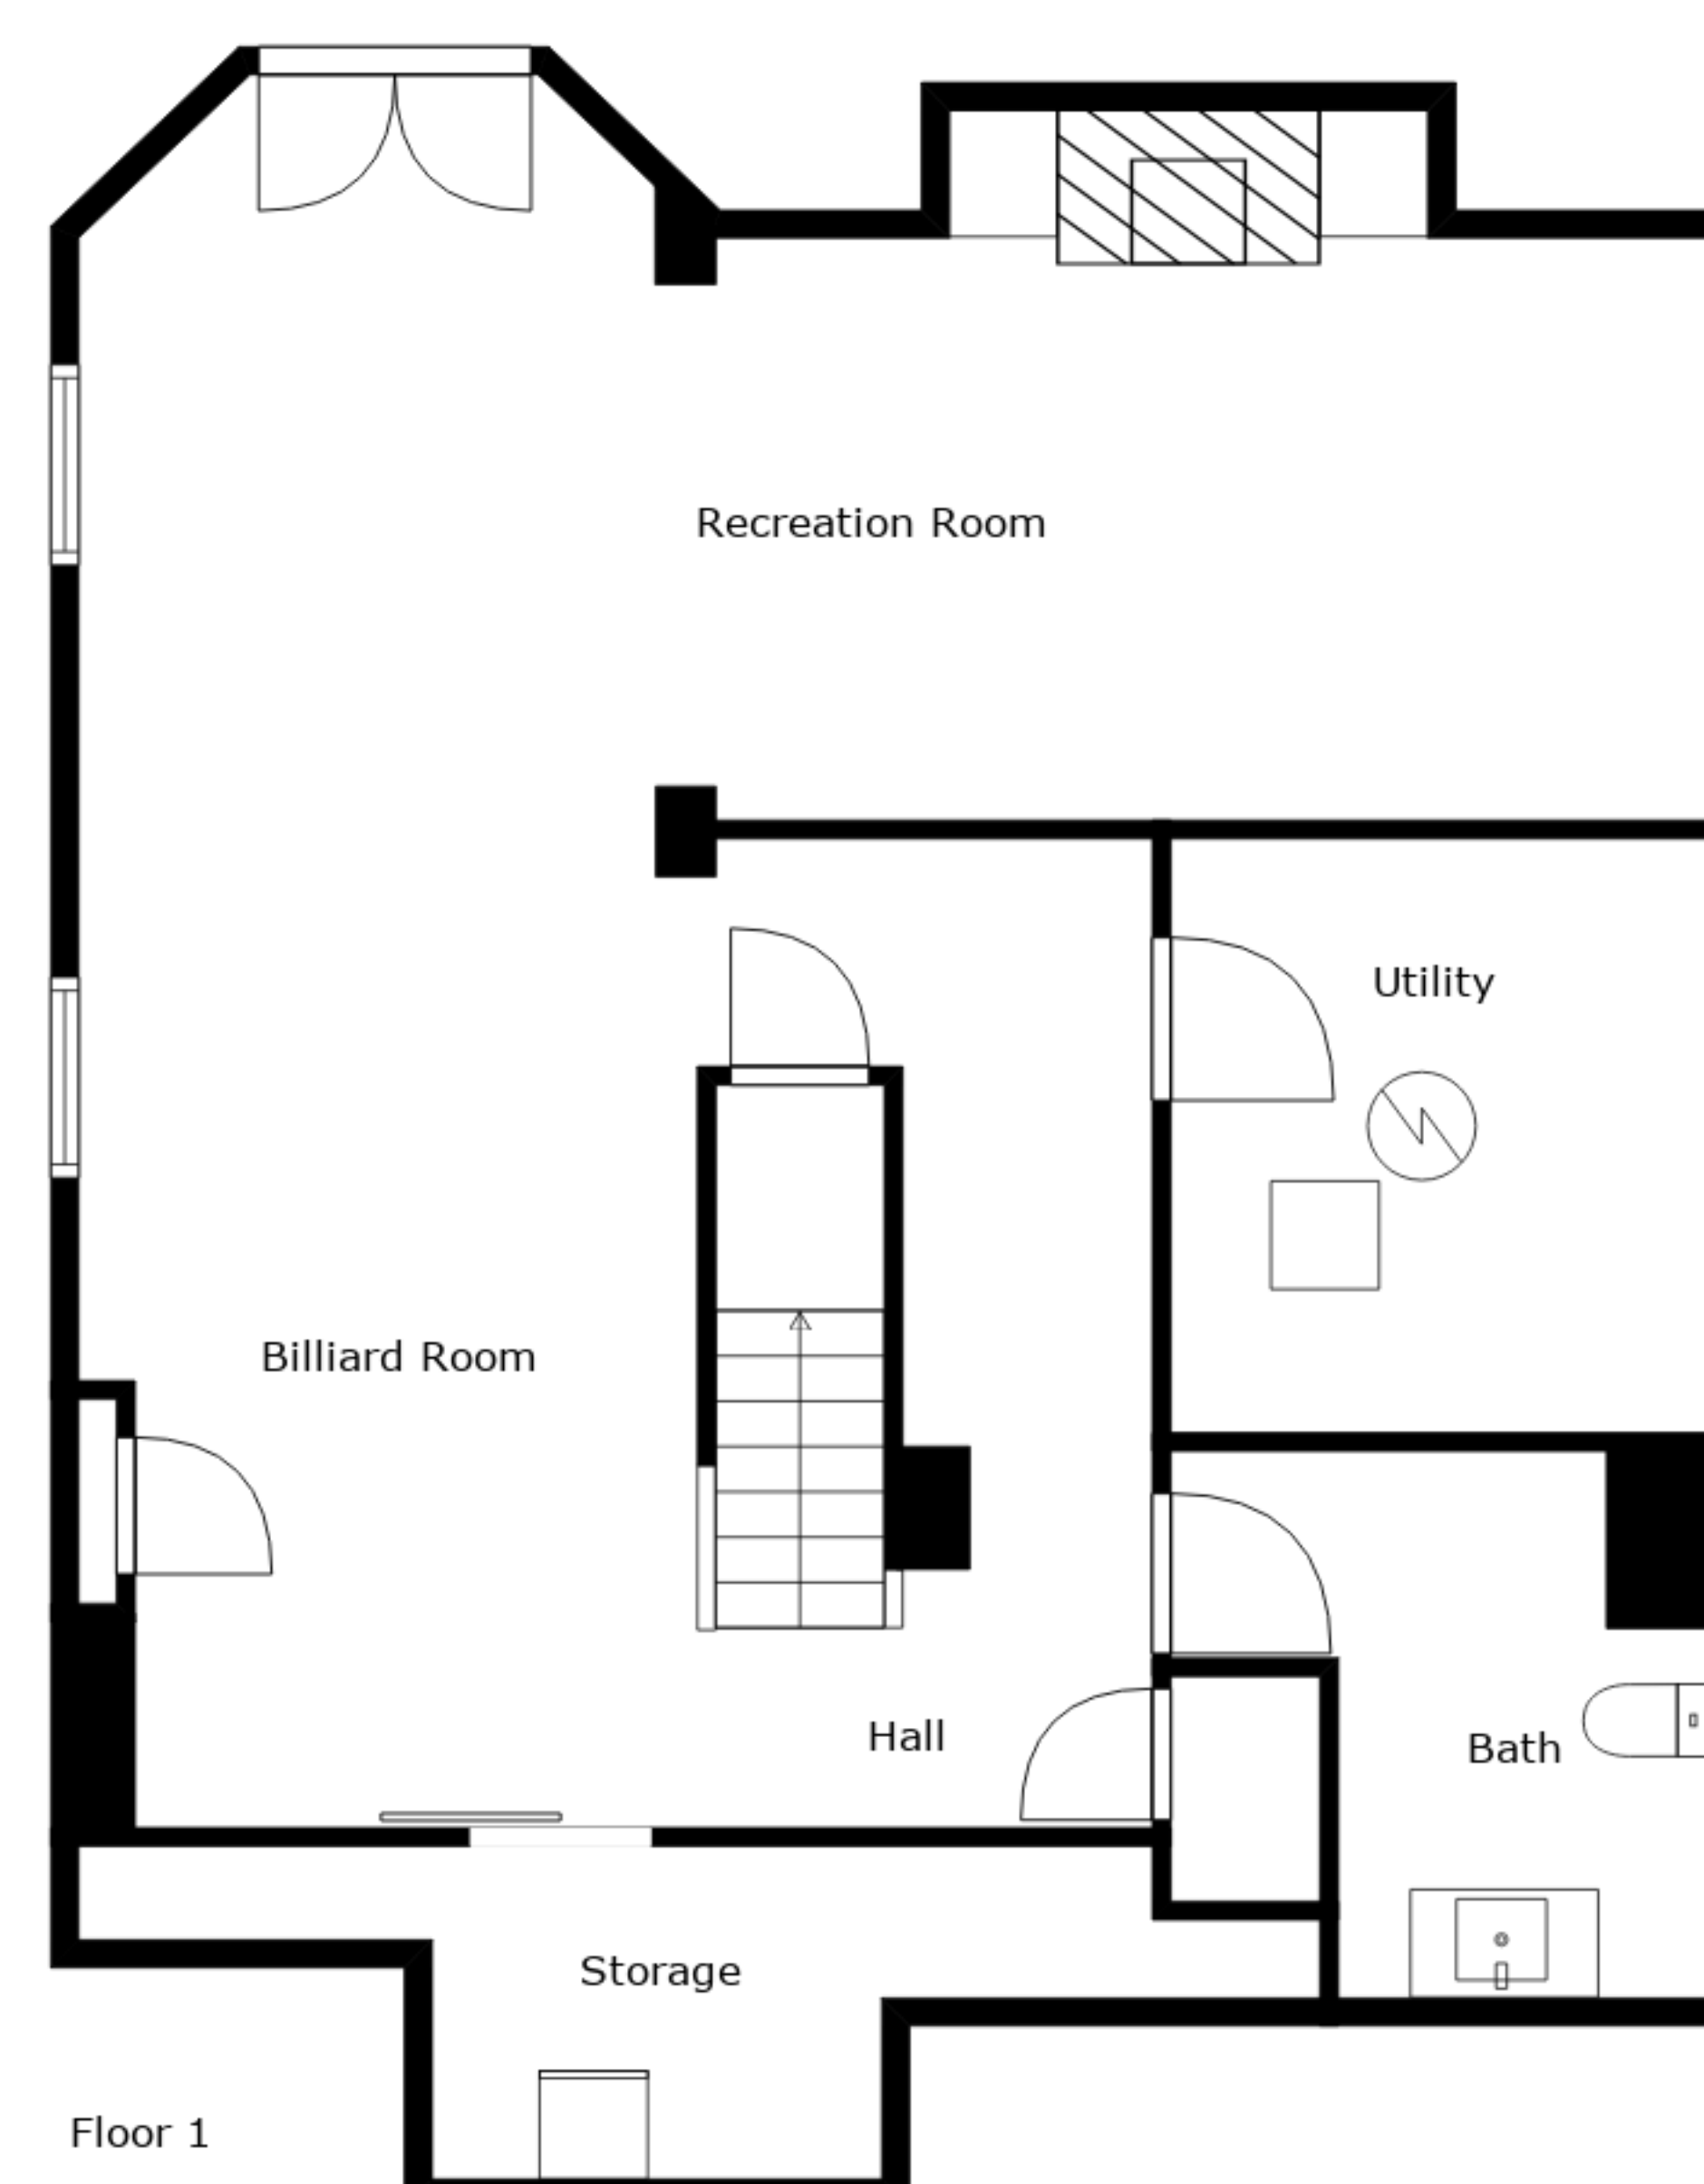 Recreation Room
Utility
Billiard Room
Hall
Bath
Storage
Floor 1